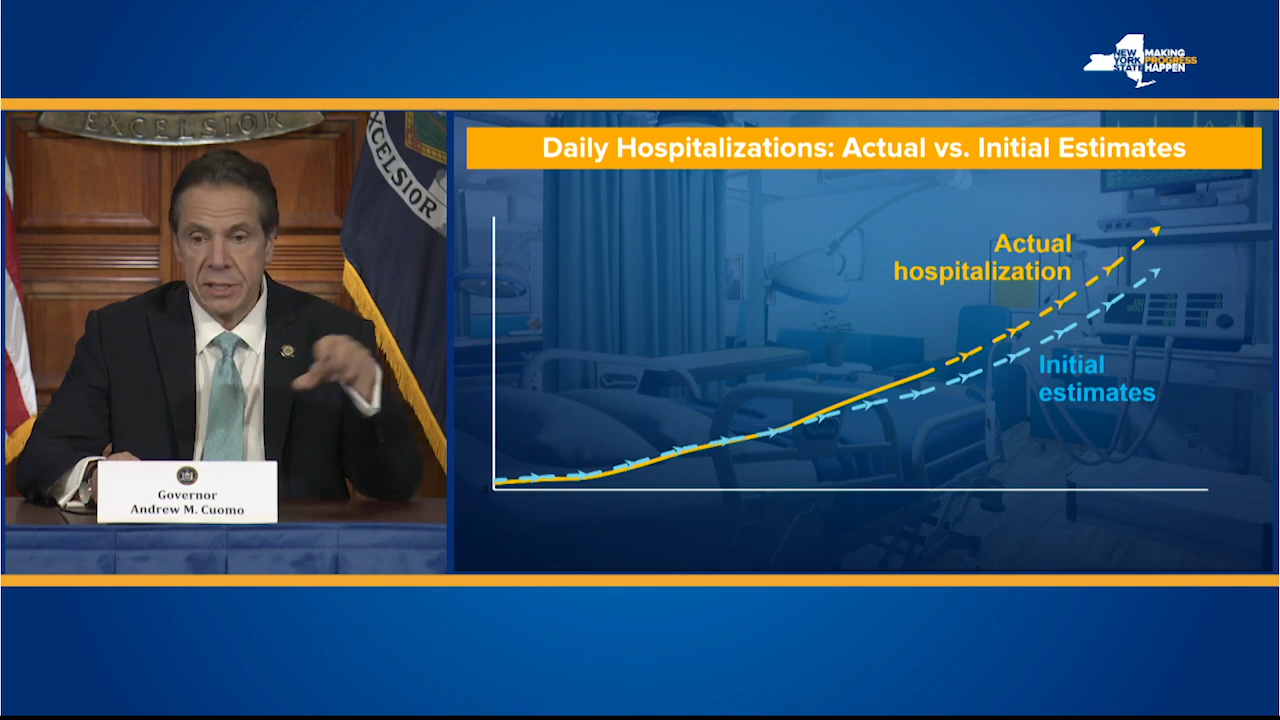 NEW
YORK
STATE
MAKING
PROGRESS
HAPPEN
EXCELSIOR
EXCELSIOR
Governor
Andrew M. Cuomo
Daily Hospitalizations: Actual vs. Initial Estimates
Actual
hospitalization
Initial
estimates